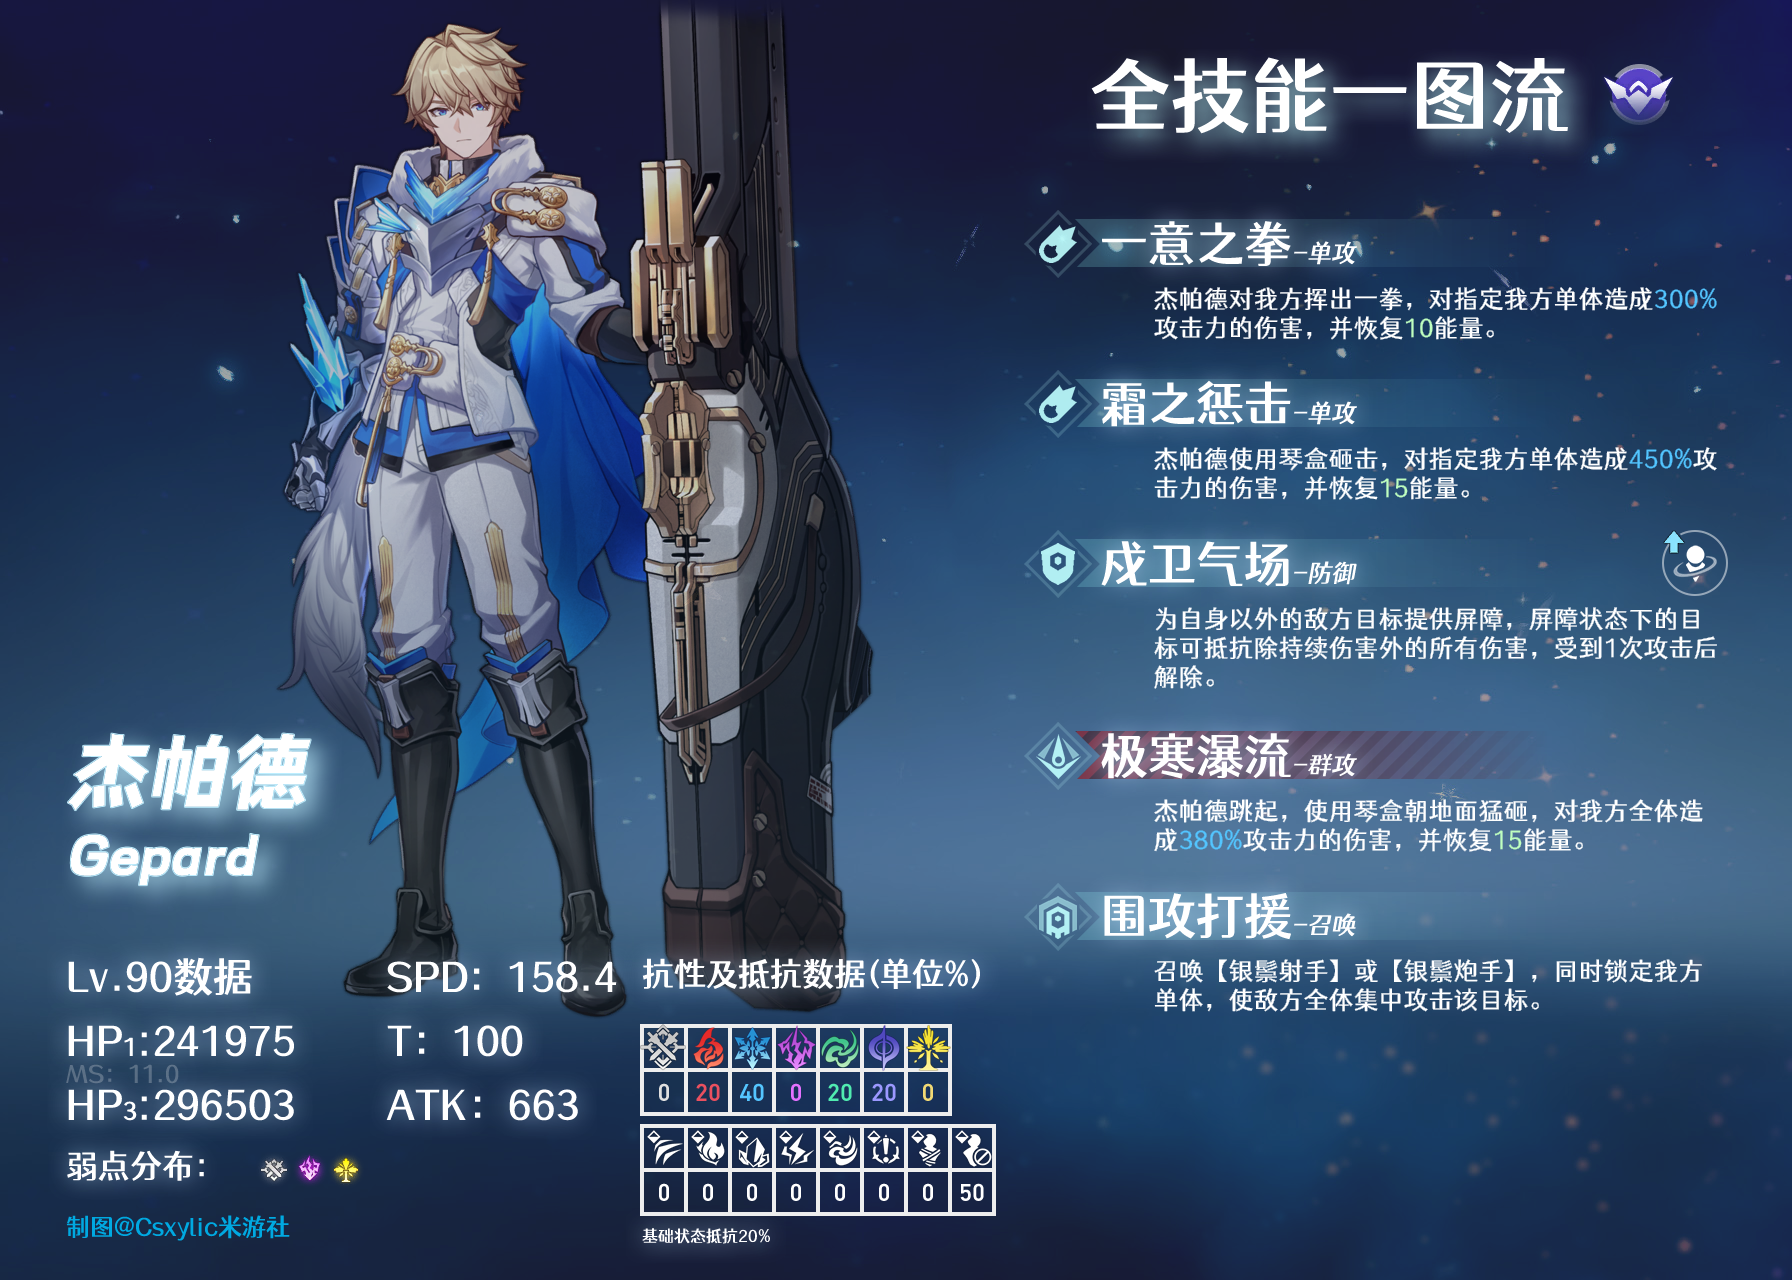 全技能一图流
一意之拳–单攻
杰帕德对我方挥出一拳，对指定我方单体造成300%
攻击力的伤害，并恢复10能量。
霜之惩击–单攻
杰帕德使用琴盒砸击，对指定我方单体造成450%攻
击力的伤害，并恢复15能量。
戍卫气场–防御
为自身以外的敌方目标提供屏障，屏障状态下的目
标可抵抗除持续伤害外的所有伤害，受到1次攻击后
解除。
极寒瀑流–群攻
杰帕德跳起，使用琴盒朝地面猛砸，对我方全体造
成380%攻击力的伤害，并恢复15能量。
围攻打援–召唤
召唤【银鬃射手】或【银鬃炮手】，同时锁定我方
单体，使敌方全体集中攻击该目标。
杰帕德
Gepard
Lv.90数据
SPD：158.4
HP₁:241975
T：100
MS：11.0
HP₃:296503
ATK：663
弱点分布：
制图@Csxylic米游社
抗性及抵抗数据(单位%)
0 20 40 0 20 20 0
0 0 0 0 0 0 0 50
基础状态抵抗20%